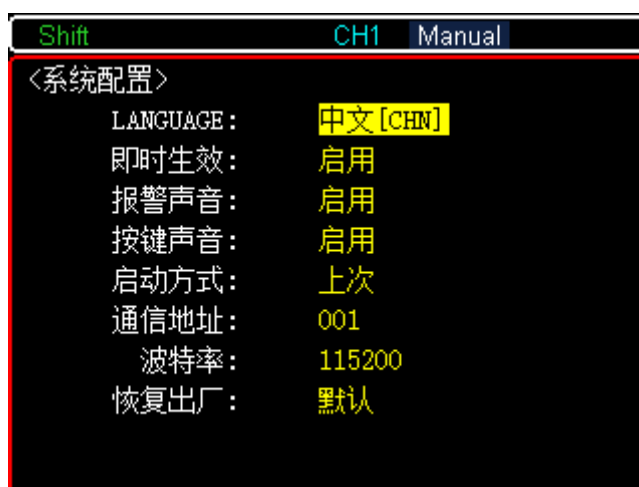 Shift CH1 Manual
<系统配置>
LANGUAGE: 中文[CHN]
即时生效: 启用
报警声音: 启用
按键声音: 启用
启动方式: 上次
通信地址: 001
波特率: 115200
恢复出厂: 默认